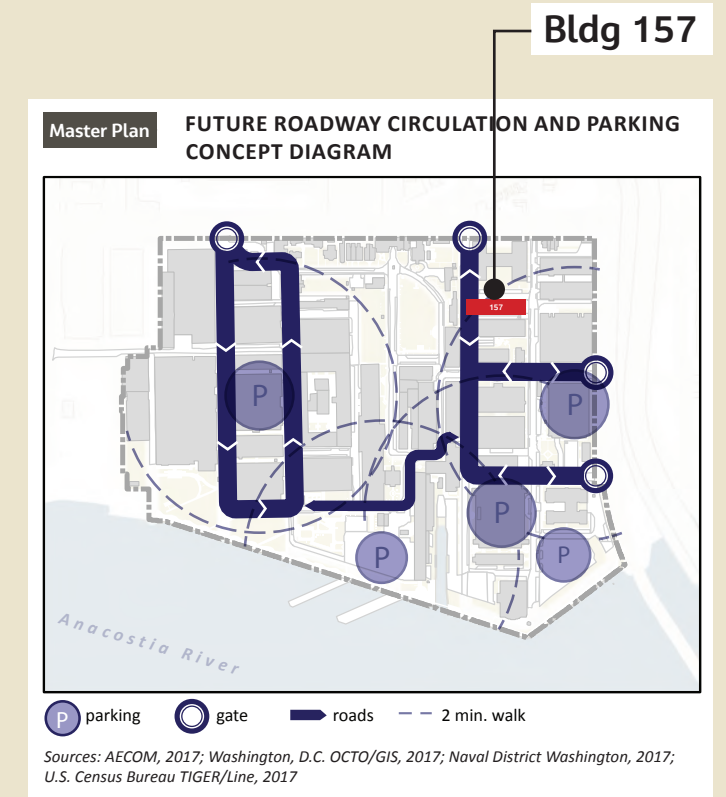 Bldg 157
Master Plan
FUTURE ROADWAY CIRCULATION AND PARKING
CONCEPT DIAGRAM
157
P
P
P
P
P
Anacostia River
P parking
gate
roads
2 min. walk
Sources: AECOM, 2017; Washington, D.C. OCTO/GIS, 2017; Naval District Washington, 2017;
U.S. Census Bureau TIGER/Line, 2017